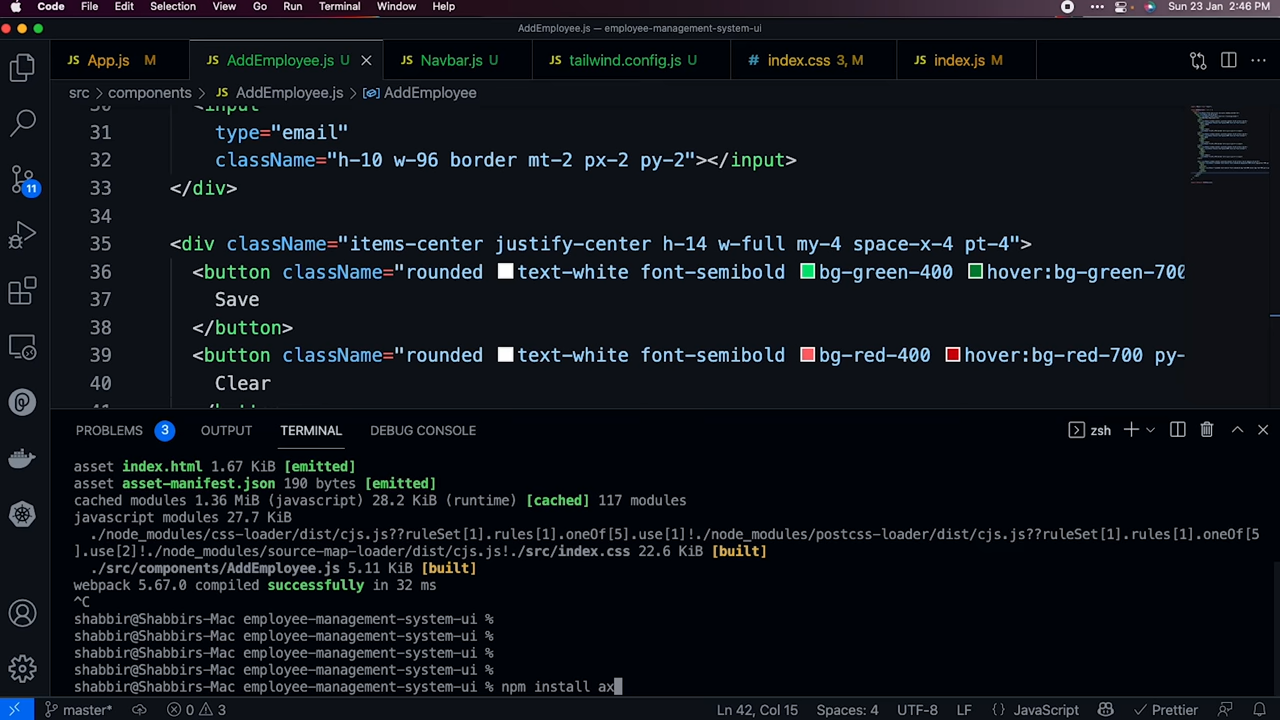 Code File Edit Selection View Go Run Terminal Window Help Sun 23 Jan 2:46 PM
AddEmployee.js — employee-management-system-ui
JS App.js M JS AddEmployee.js U JS Navbar.js U JS tailwind.config.js U # index.css 3, M JS index.js M
src > components > JS AddEmployee.js > AddEmployee
30 <input
31 type="email"
32 className="h-10 w-96 border mt-2 px-2 py-2"></input>
33 </div>
34
35 <div className="items-center justify-center h-14 w-full my-4 space-x-4 pt-4">
36 <button className="rounded text-white font-semibold bg-green-400 hover:bg-green-700
37 Save
38 </button>
39 <button className="rounded text-white font-semibold bg-red-400 hover:bg-red-700 py-
40 Clear
41 </button>
11
PROBLEMS 3 OUTPUT TERMINAL DEBUG CONSOLE zsh
asset index.html 1.67 KiB [emitted]
asset asset-manifest.json 190 bytes [emitted]
cached modules 1.36 MiB (javascript) 28.2 KiB (runtime) [cached] 117 modules
javascript modules 27.7 KiB
./node_modules/css-loader/dist/cjs.js??ruleSet[1].rules[1].oneOf[5].use[1]!./node_modules/postcss-loader/dist/cjs.js??ruleSet[1].rules[1].oneOf[5
].use[2]!./node_modules/source-map-loader/dist/cjs.js!./src/index.css 22.6 KiB [built]
./src/components/AddEmployee.js 5.11 KiB [built]
webpack 5.67.0 compiled successfully in 32 ms
^C
shabbir@Shabbirs-Mac employee-management-system-ui %
shabbir@Shabbirs-Mac employee-management-system-ui %
shabbir@Shabbirs-Mac employee-management-system-ui %
shabbir@Shabbirs-Mac employee-management-system-ui %
shabbir@Shabbirs-Mac employee-management-system-ui % npm install ax
master* 0 3 Ln 42, Col 15 Spaces: 4 UTF-8 LF {} JavaScript Prettier